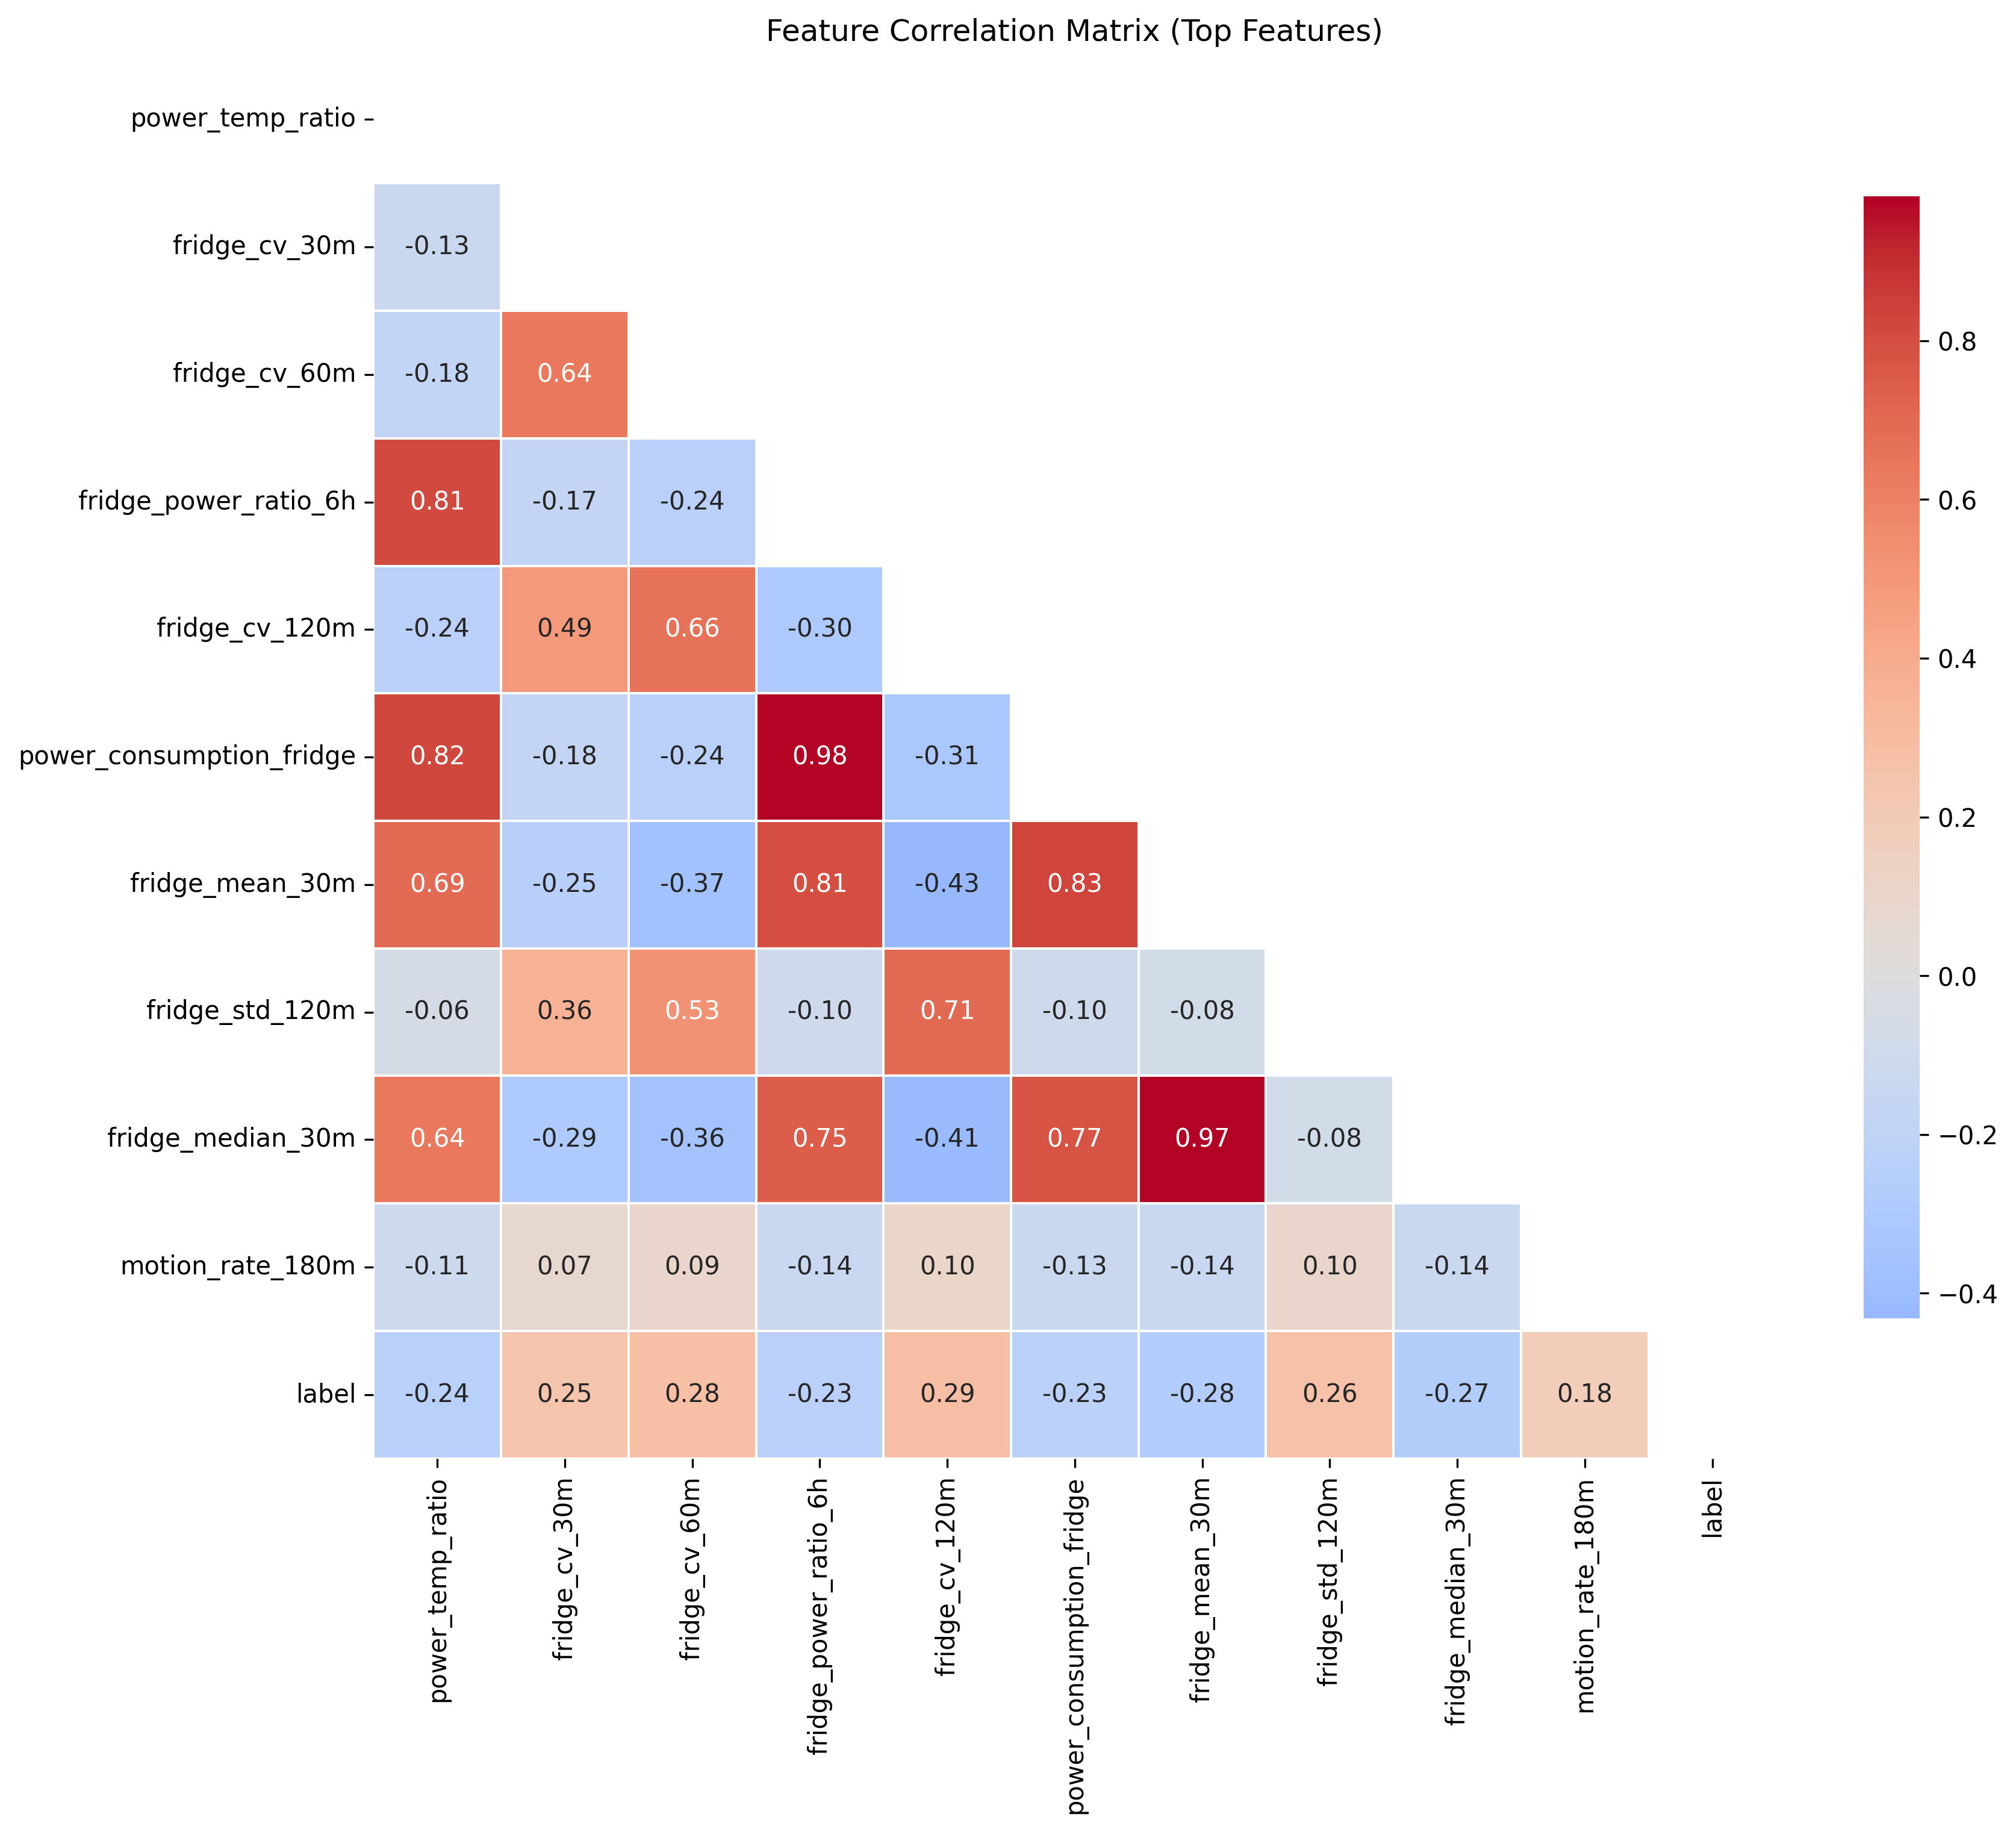 Feature Correlation Matrix (Top Features)
power_temp_ratio
fridge_cv_30m -0.13
fridge_cv_60m -0.18 0.64
fridge_power_ratio_6h 0.81 -0.17 -0.24
fridge_cv_120m -0.24 0.49 0.66 -0.30
power_consumption_fridge 0.82 -0.18 -0.24 0.98 -0.31
fridge_mean_30m 0.69 -0.25 -0.37 0.81 -0.43 0.83
fridge_std_120m -0.06 0.36 0.53 -0.10 0.71 -0.10 -0.08
fridge_median_30m 0.64 -0.29 -0.36 0.75 -0.41 0.77 0.97 -0.08
motion_rate_180m -0.11 0.07 0.09 -0.14 0.10 -0.13 -0.14 0.10 -0.14
label -0.24 0.25 0.28 -0.23 0.29 -0.23 -0.28 0.26 -0.27 0.18
power_temp_ratio
fridge_cv_30m
fridge_cv_60m
fridge_power_ratio_6h
fridge_cv_120m
power_consumption_fridge
fridge_mean_30m
fridge_std_120m
fridge_median_30m
motion_rate_180m
label
0.8
0.6
0.4
0.2
0.0
−0.2
−0.4